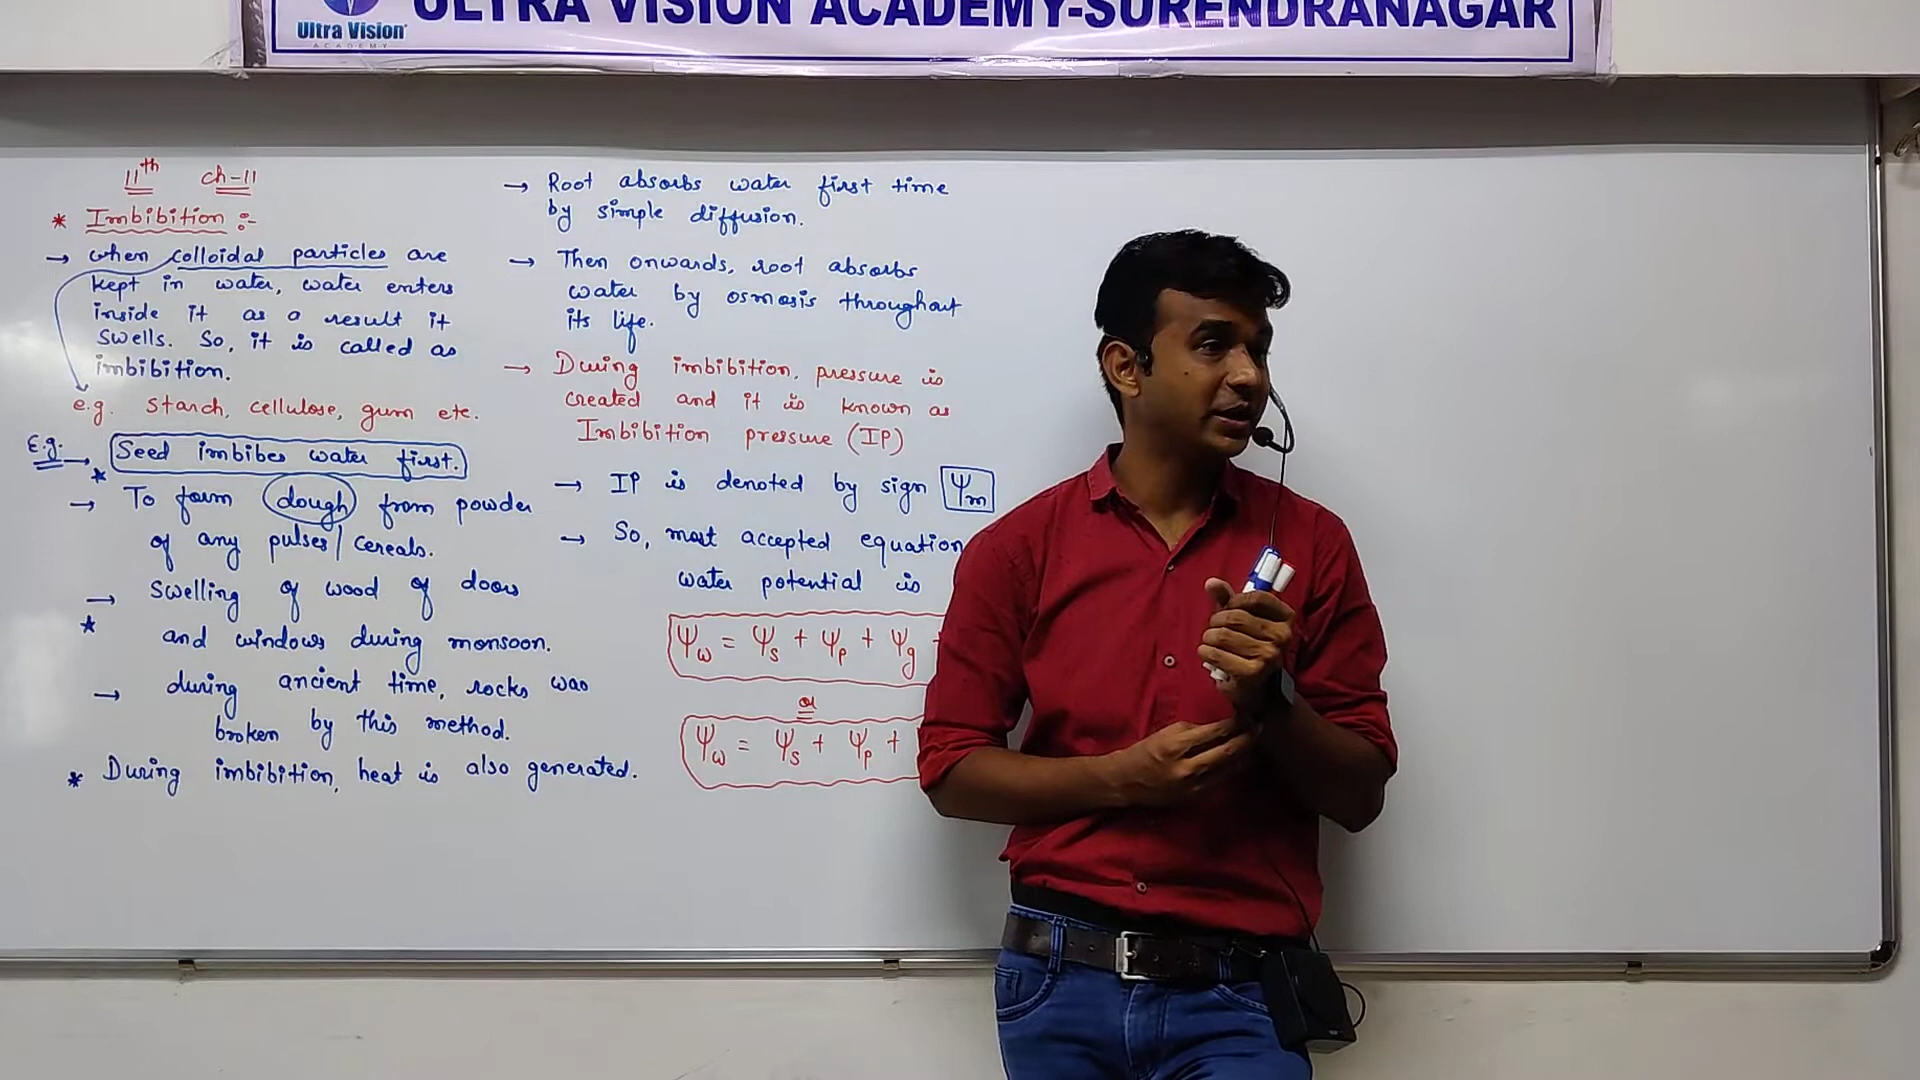 ULTRA VISION ACADEMY-SURENDRANAGAR
Ultra Vision
ACADEMY
11th ch-11
* Imbibition :-
→ when colloidal particles are
kept in water, water enters
inside it as a result it
swells. So, it is called as
imbibition.
e.g. Starch, cellulose, gum etc.
E.g. → Seed imbibes water first.
*
→ To form dough from powder
of any pulses/cereals.
→ Swelling of wood of doors
* and windows during monsoon.
→ during ancient time, rocks was
broken by this method.
* During imbibition, heat is also generated.
→ Root absorbs water first time
by simple diffusion.
→ Then onwards, root absorbs
water by osmosis throughout
its life.
→ During imbibition, pressure is
created and it is known as
Imbibition pressure (IP)
→ IP is denoted by sign Ψm
→ So, most accepted equation
water potential is
Ψw = Ψs + Ψp + Ψg +
or
Ψw = Ψs + Ψp +